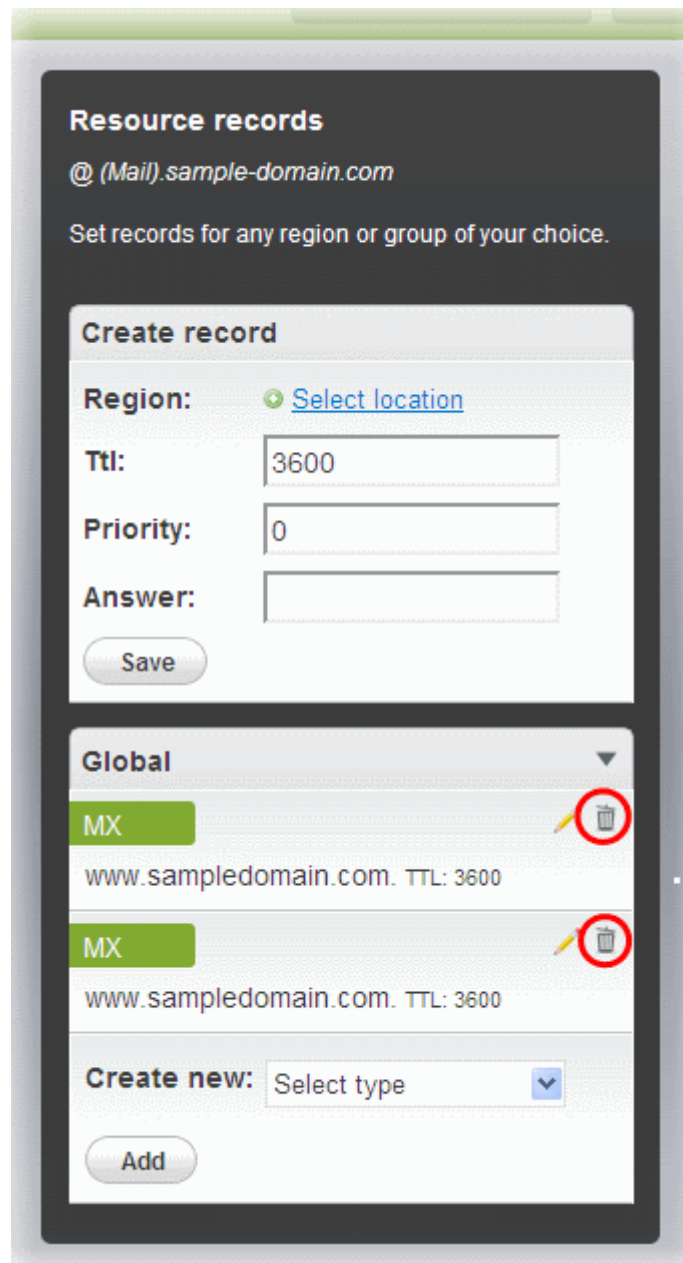 Resource records
@ (Mail).sample-domain.com
Set records for any region or group of your choice.
Create record
Region: Select location
Ttl: 3600
Priority: 0
Answer:
Save
Global
MX
www.sampledomain.com. TTL: 3600
MX
www.sampledomain.com. TTL: 3600
Create new: Select type
Add